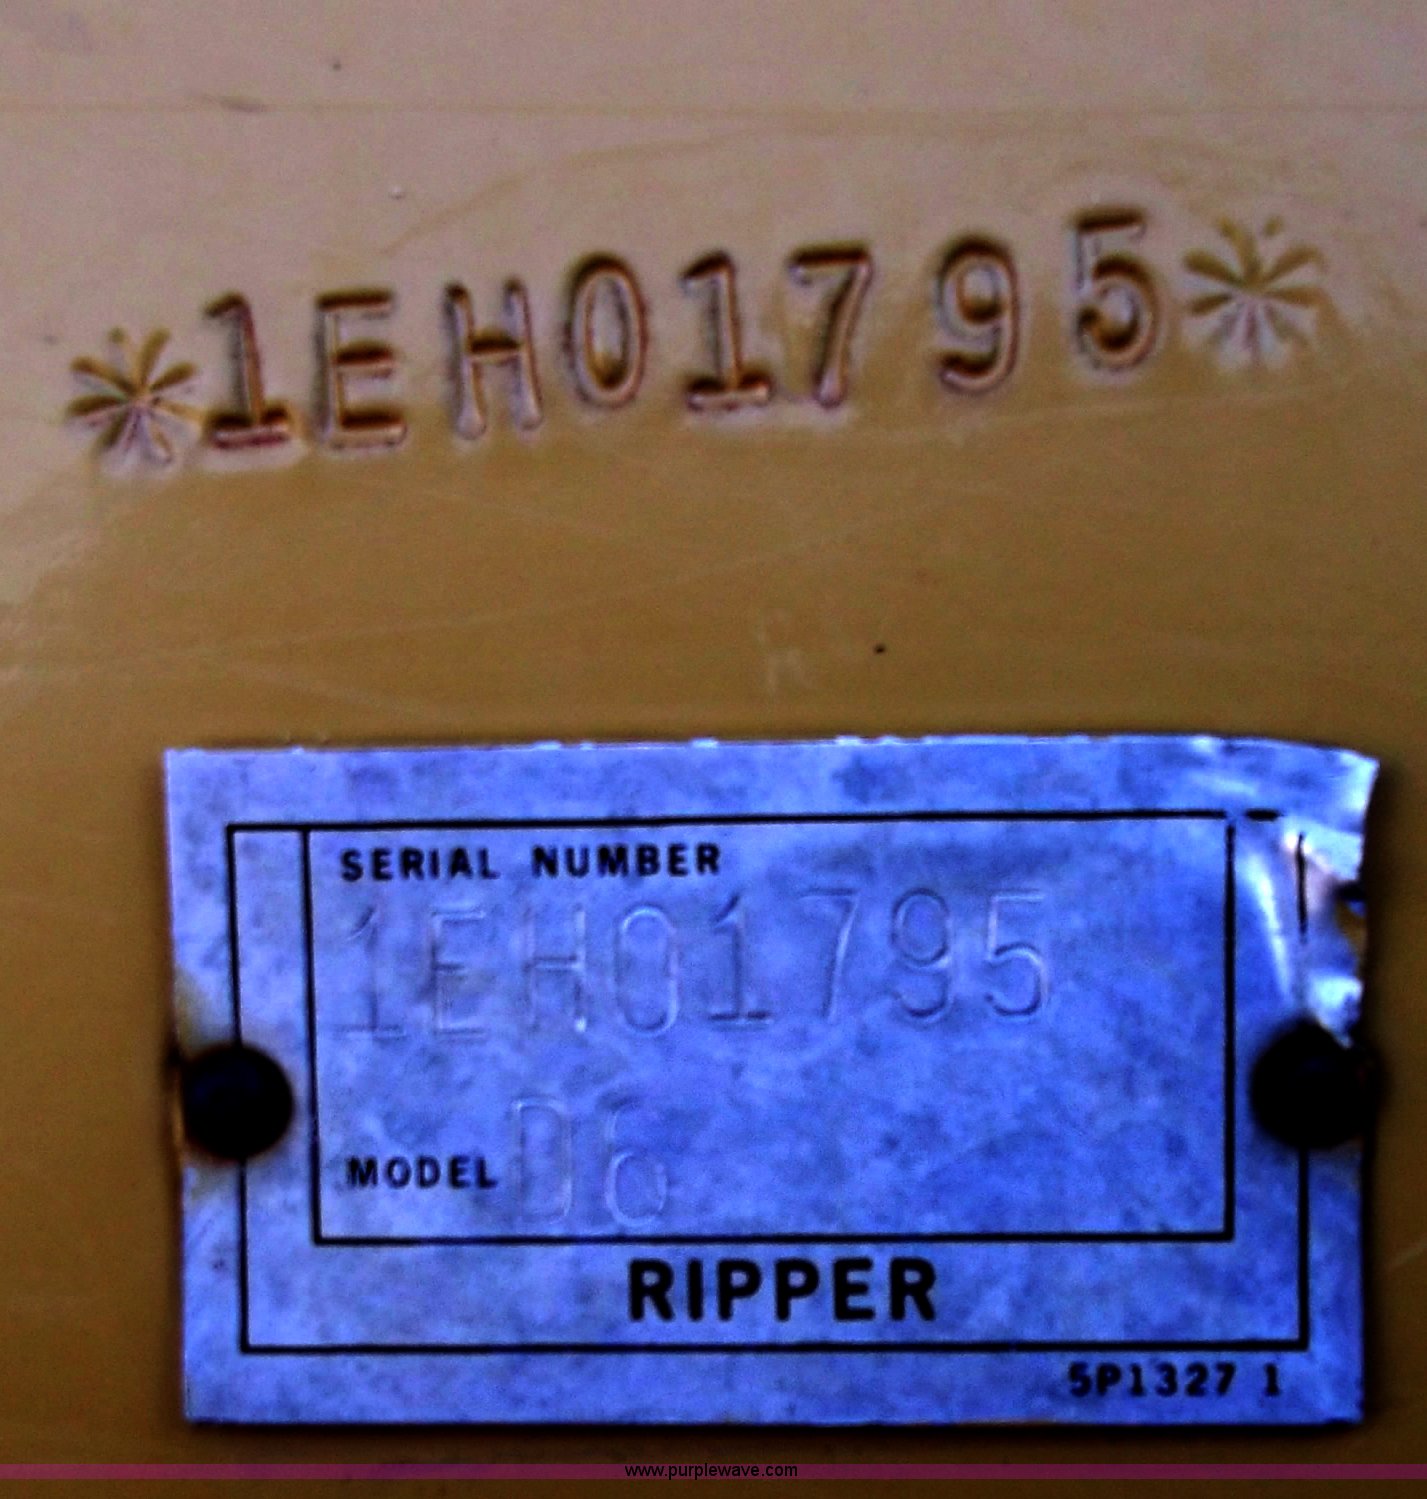 *1EH01795*
SERIAL NUMBER
1EH01795
MODEL D6
RIPPER
5P1327 1
www.purplewave.com